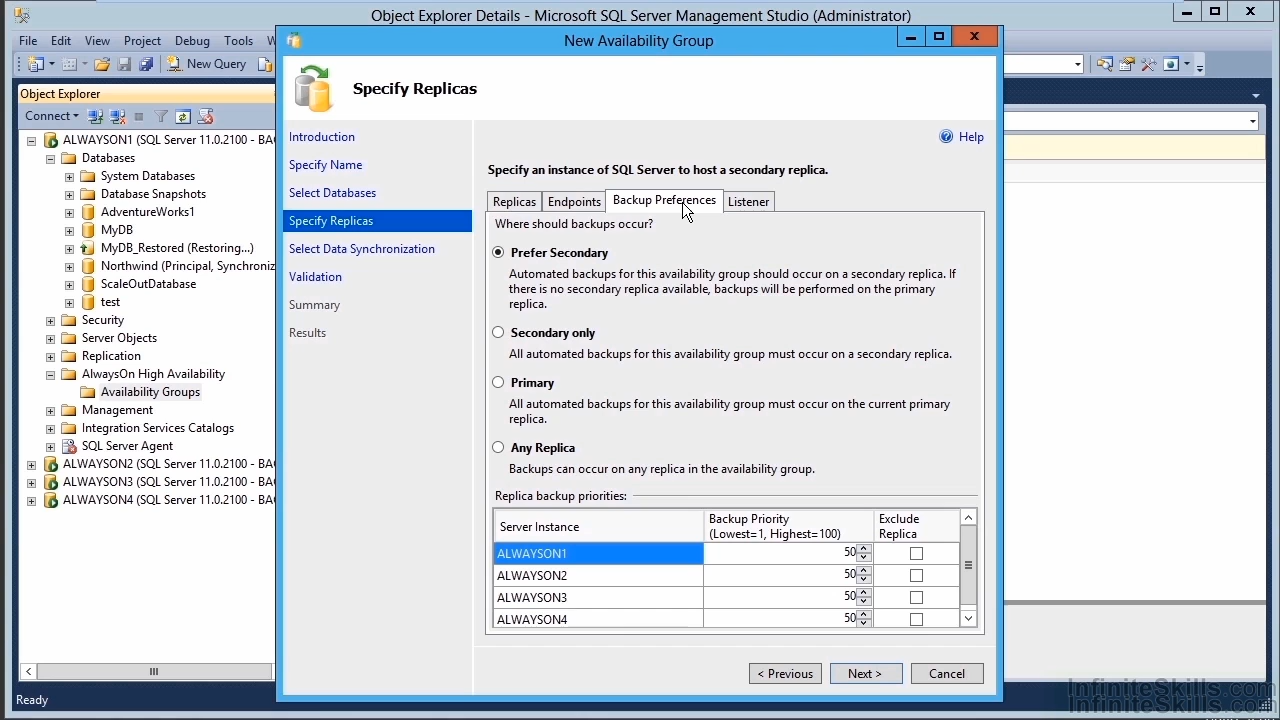 Object Explorer Details - Microsoft SQL Server Management Studio (Administrator)
File Edit View Project Debug Tools
New Query
Object Explorer
Connect
ALWAYSON1 (SQL Server 11.0.2100 - BA
Databases
System Databases
Database Snapshots
AdventureWorks1
MyDB
MyDB_Restored (Restoring...)
Northwind (Principal, Synchroniz
ScaleOutDatabase
test
Security
Server Objects
Replication
AlwaysOn High Availability
Availability Groups
Management
Integration Services Catalogs
SQL Server Agent
ALWAYSON2 (SQL Server 11.0.2100 - BA
ALWAYSON3 (SQL Server 11.0.2100 - BA
ALWAYSON4 (SQL Server 11.0.2100 - BA
Ready
New Availability Group
Specify Replicas
Introduction
Specify Name
Select Databases
Specify Replicas
Select Data Synchronization
Validation
Summary
Results
Help
Specify an instance of SQL Server to host a secondary replica.
Replicas Endpoints Backup Preferences Listener
Where should backups occur?
Prefer Secondary
Automated backups for this availability group should occur on a secondary replica. If
there is no secondary replica available, backups will be performed on the primary
replica.
Secondary only
All automated backups for this availability group must occur on a secondary replica.
Primary
All automated backups for this availability group must occur on the current primary
replica.
Any Replica
Backups can occur on any replica in the availability group.
Replica backup priorities:
Server Instance Backup Priority (Lowest=1, Highest=100) Exclude Replica
ALWAYSON1 50
ALWAYSON2 50
ALWAYSON3 50
ALWAYSON4 50
< Previous Next > Cancel
InfiniteSkills.com
InfiniteSkills.com